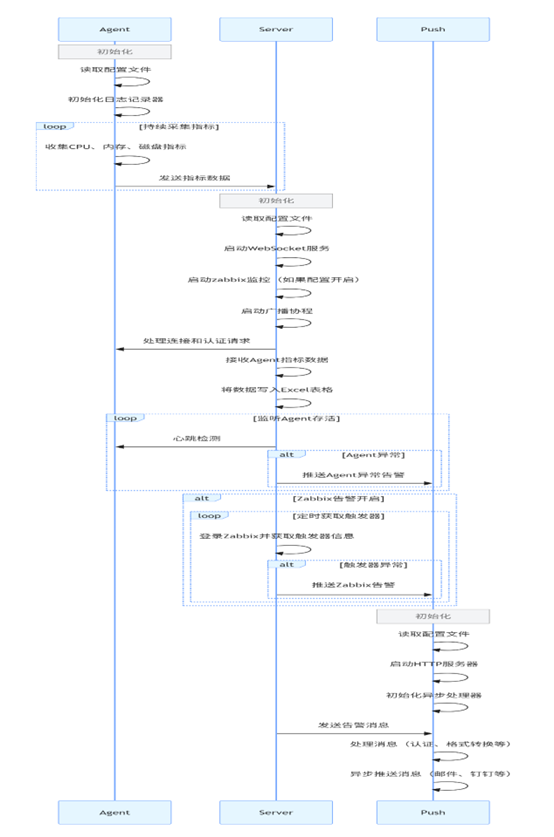 Agent
Server
Push
初始化
读取配置文件
初始化日志记录器
loop
[持续采集指标]
收集CPU、内存、磁盘指标
发送指标数据
初始化
读取配置文件
启动WebSocket服务
启动zabbix监控（如果配置开启）
启动广播协程
处理连接和认证请求
接收Agent指标数据
将数据写入Excel表格
loop
[监听Agent存活]
心跳检测
alt
[Agent异常]
推送Agent异常告警
alt
[Zabbix告警开启]
loop
[定时获取触发器]
登录Zabbix并获取触发器信息
alt
[触发器异常]
推送Zabbix告警
初始化
读取配置文件
启动HTTP服务器
初始化异步处理器
发送告警消息
处理消息（认证、格式转换等）
异步推送消息（邮件、钉钉等）
Agent
Server
Push